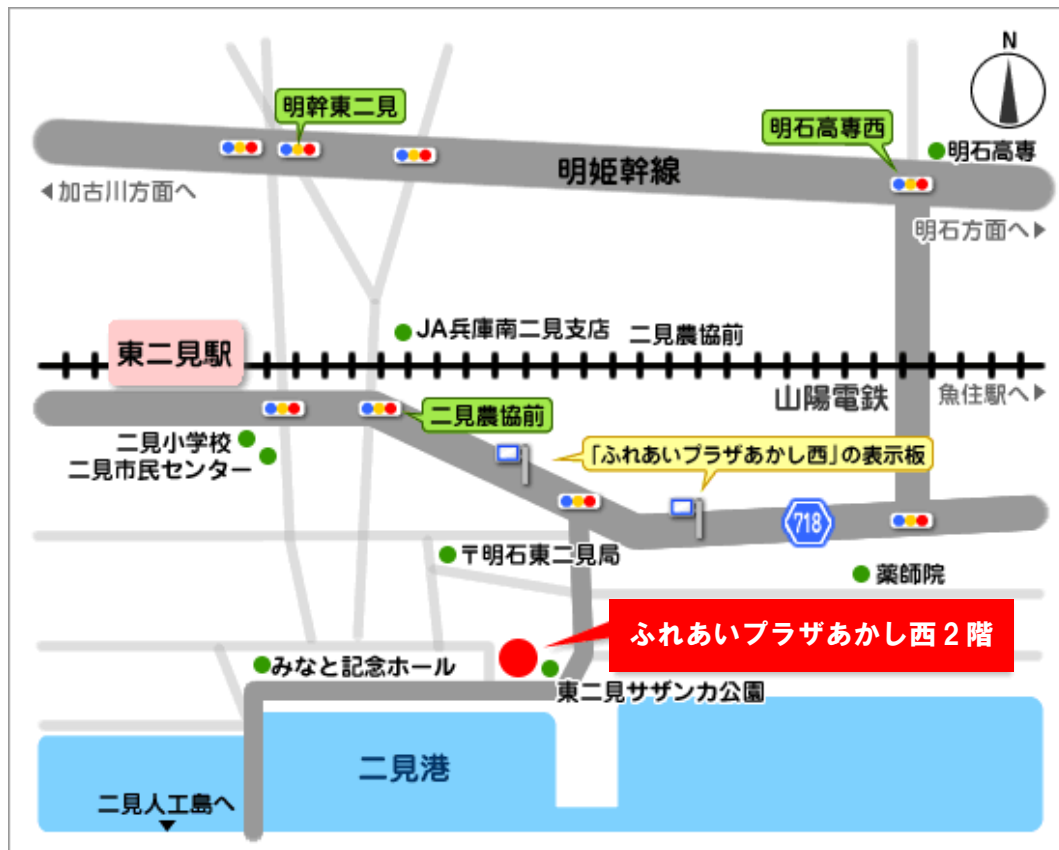 N
明幹東二見
明石高専西
明石高専
明姫幹線
加古川方面へ
明石方面へ
JA兵庫南二見支店
二見農協前
東二見駅
山陽電鉄
魚住駅へ
二見農協前
二見小学校
二見市民センター
「ふれあいプラザあかし西」の表示板
718
〒明石東二見局
薬師院
ふれあいプラザあかし西2階
みなと記念ホール
東二見サザンカ公園
二見港
二見人工島へ